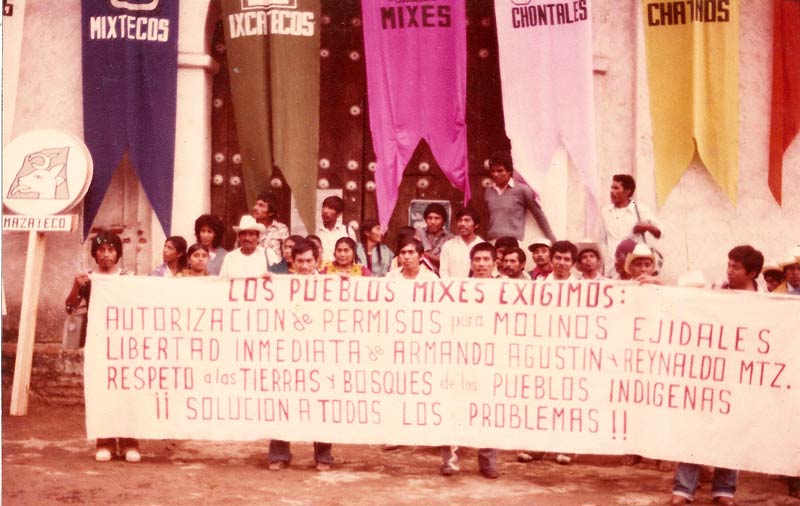 MIXTECOS
IXCATECOS
MIXES
CHONTALES
CHATINOS
MAZATECO
LOS PUEBLOS MIXES EXIGIMOS:
AUTORIZACION de PERMISOS para MOLINOS EJIDALES
LIBERTAD INMEDIATA de ARMANDO AGUSTIN y REYNALDO MTZ.
RESPETO a las TIERRAS y BOSQUES de los PUEBLOS INDIGENAS
¡¡ SOLUCION A TODOS LOS PROBLEMAS !!